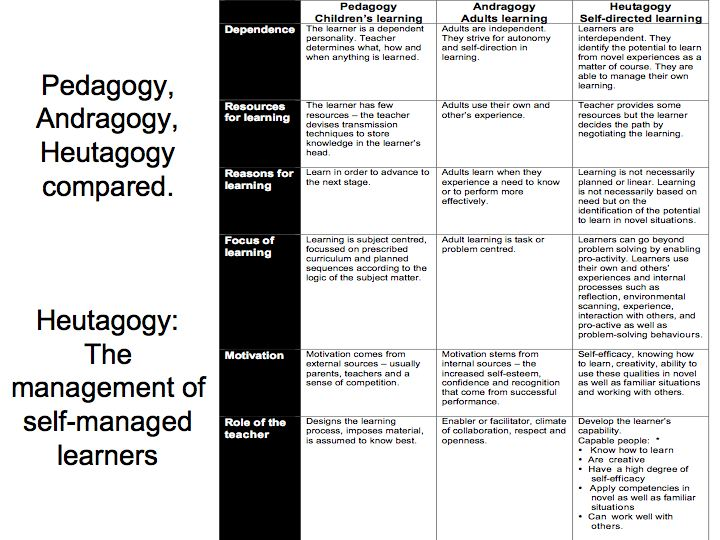 Pedagogy,
Andragogy,
Heutagogy
compared.
Heutagogy:
The
management of
self-managed
learners
Pedagogy
Children's learning
Andragogy
Adults learning
Heutagogy
Self-directed learning
Dependence
The learner is a dependent
personality. Teacher
determines what, how and
when anything is learned.
Adults are independent.
They strive for autonomy
and self-direction in
learning.
Learners are
interdependent. They
identify the potential to learn
from novel experiences as a
matter of course. They are
able to manage their own
learning.
Resources
for learning
The learner has few
resources – the teacher
devises transmission
techniques to store
knowledge in the learner's
head.
Adults use their own and
other's experience.
Teacher provides some
resources but the learner
decides the path by
negotiating the learning.
Reasons for
learning
Learn in order to advance to
the next stage.
Adults learn when they
experience a need to know
or to perform more
effectively.
Learning is not necessarily
planned or linear. Learning
is not necessarily based on
need but on the
identification of the potential
to learn in novel situations.
Focus of
learning
Learning is subject centred,
focussed on prescribed
curriculum and planned
sequences according to the
logic of the subject matter.
Adult learning is task or
problem centred.
Learners can go beyond
problem solving by enabling
pro-activity. Learners use
their own and others'
experiences and internal
processes such as
reflection, environmental
scanning, experience,
interaction with others, and
pro-active as well as
problem-solving behaviours.
Motivation
Motivation comes from
external sources – usually
parents, teachers and a
sense of competition.
Motivation stems from
internal sources – the
increased self-esteem,
confidence and recognition
that come from successful
performance.
Self-efficacy, knowing how
to learn, creativity, ability to
use these qualities in novel
as well as familiar situations
and working with others.
Role of the
teacher
Designs the learning
process, imposes material,
is assumed to know best.
Enabler or facilitator, climate
of collaboration, respect and
openness.
Develop the learner's
capability.
Capable people: *
• Know how to learn
• Are creative
• Have a high degree of
self-efficacy
• Apply competencies in
novel as well as familiar
situations
• Can work well with
others.